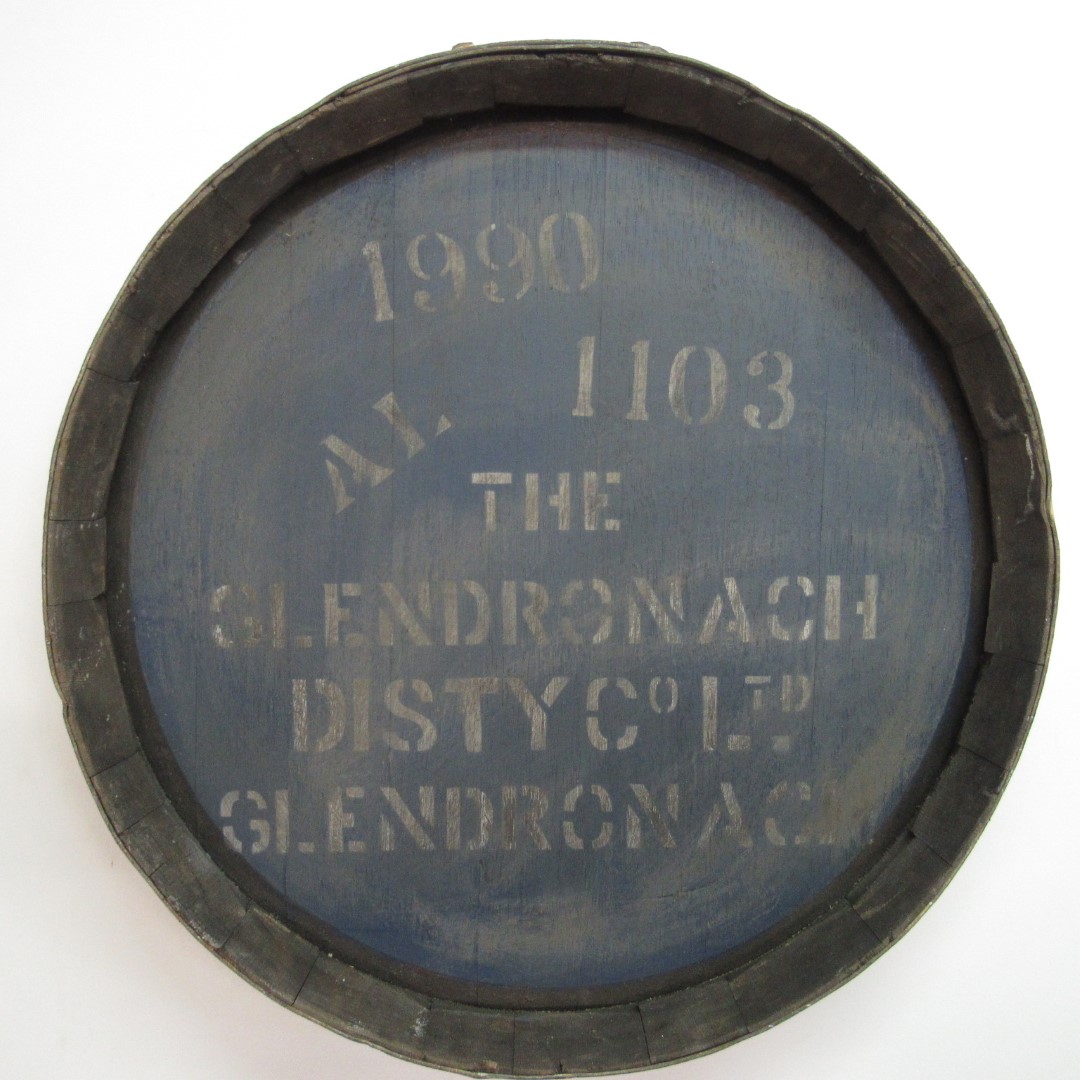 1990
1103
AL
THE
GLENDRONACH
DISTY Cº LTD
GLENDRONACH